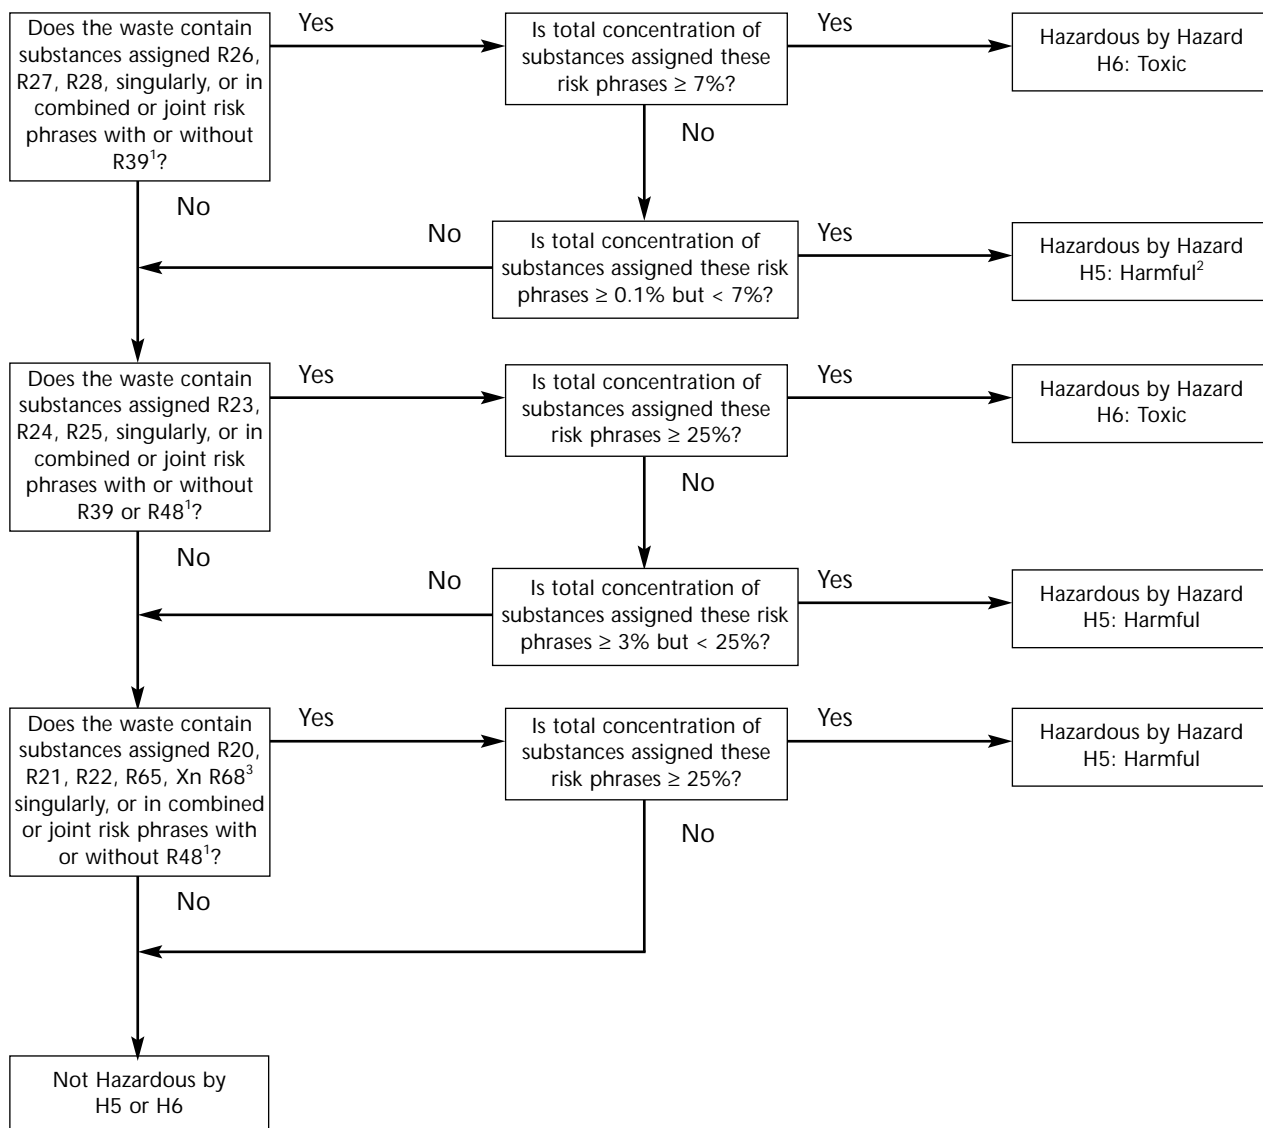 Does the waste contain
substances assigned R26,
R27, R28, singularly, or in
combined or joint risk
phrases with or without
R39¹?
Yes
Is total concentration of
substances assigned these
risk phrases ≥ 7%?
Yes
Hazardous by Hazard
H6: Toxic
No
No
No
Is total concentration of
substances assigned these risk
phrases ≥ 0.1% but < 7%?
Yes
Hazardous by Hazard
H5: Harmful²
Does the waste contain
substances assigned R23,
R24, R25, singularly, or in
combined or joint risk
phrases with or without
R39 or R48¹?
Yes
Is total concentration of
substances assigned these
risk phrases ≥ 25%?
Yes
Hazardous by Hazard
H6: Toxic
No
No
No
Is total concentration of
substances assigned these risk
phrases ≥ 3% but < 25%?
Yes
Hazardous by Hazard
H5: Harmful
Does the waste contain
substances assigned R20,
R21, R22, R65, Xn R68³
singularly, or in combined
or joint risk phrases with
or without R48¹?
Yes
Is total concentration of
substances assigned these
risk phrases ≥ 25%?
Yes
Hazardous by Hazard
H5: Harmful
No
No
Not Hazardous by
H5 or H6